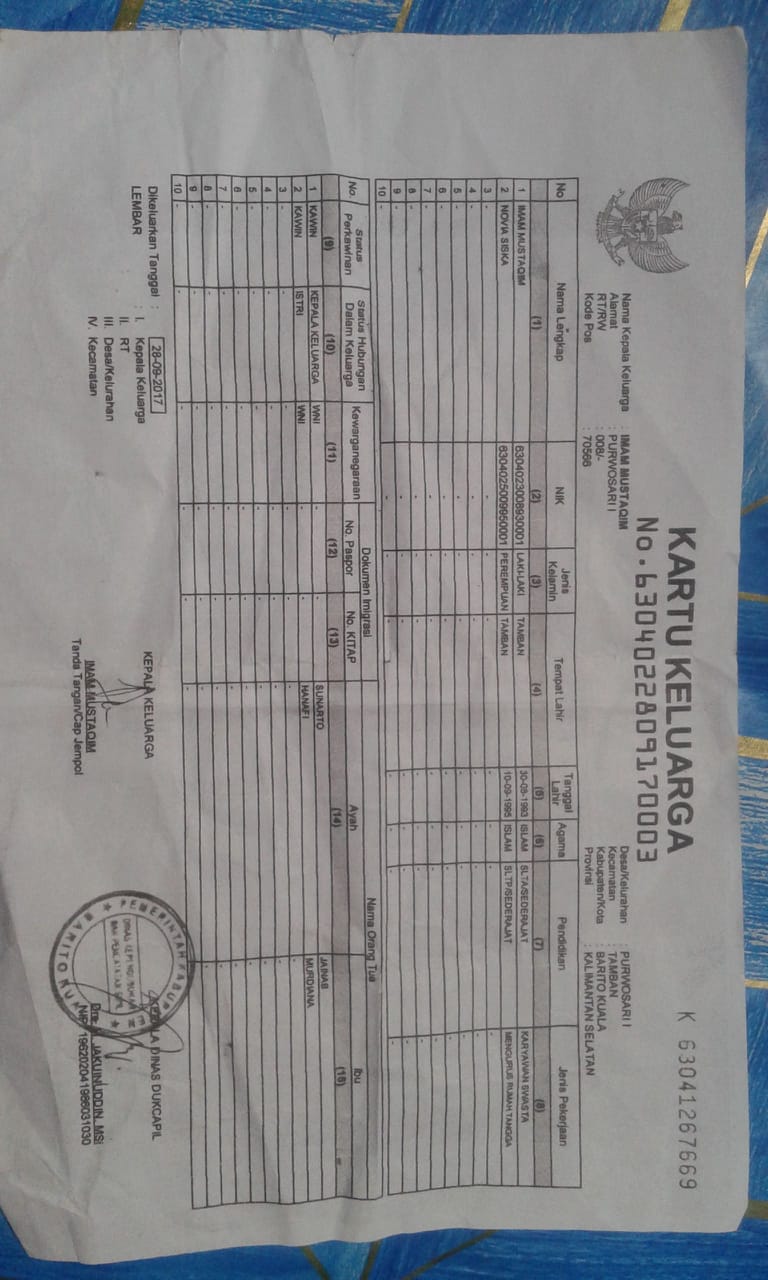 KARTU KELUARGA
No. 6304022809170003
K 63041267669
Nama Kepala Keluarga : IMAM MUSTAQIM
Alamat : PURWOSARI I
RT/RW : 008/-
Kode Pos : 70566
Desa/Kelurahan : PURWOSARI I
Kecamatan : TAMBAN
Kabupaten/Kota : BARITO KUALA
Provinsi : KALIMANTAN SELATAN
No Nama Lengkap NIK Jenis Kelamin Tempat Lahir Tanggal Lahir Agama Pendidikan Jenis Pekerjaan
(1) (2) (3) (4) (5) (6) (7) (8)
1 IMAM MUSTAQIM 6304023008930001 LAKI-LAKI TAMBAN 30-08-1993 ISLAM SLTA/SEDERAJAT KARYAWAN SWASTA
2 NOVIA SISKA 6304025009950001 PEREMPUAN TAMBAN 10-09-1995 ISLAM SLTP/SEDERAJAT MENGURUS RUMAH TANGGA
3 - - - - - - - -
4 - - - - - - - -
5 - - - - - - - -
6 - - - - - - - -
7 - - - - - - - -
8 - - - - - - - -
9 - - - - - - - -
10 - - - - - - - -
No. Status Perkawinan Status Hubungan Dalam Keluarga Kewarganegaraan Dokumen Imigrasi Nama Orang Tua
No. Paspor No. KITAP Ayah Ibu
(9) (10) (11) (12) (13) (14) (15)
1 KAWIN KEPALA KELUARGA WNI - - SUNARTO JAINAB
2 KAWIN ISTRI WNI - - HANAFI MURDIANA
3 - - - - - - -
4 - - - - - - -
5 - - - - - - -
6 - - - - - - -
7 - - - - - - -
8 - - - - - - -
9 - - - - - - -
10 - - - - - - -
Dikeluarkan Tanggal : 28-09-2017
LEMBAR : I. Kepala Keluarga
II. RT
III. Desa/Kelurahan
IV. Kecamatan
KEPALA KELUARGA
IMAM MUSTAQIM
Tanda Tangan/Cap Jempol
KEPALA DINAS DUKCAPIL
PEMERINTAH KABUPATEN
BARITO KUALA
DINAS KEPENDUDUKAN
DAN PENCATATAN SIPIL
JAKUINUDDIN, MSi
NIP. 196202041986031030